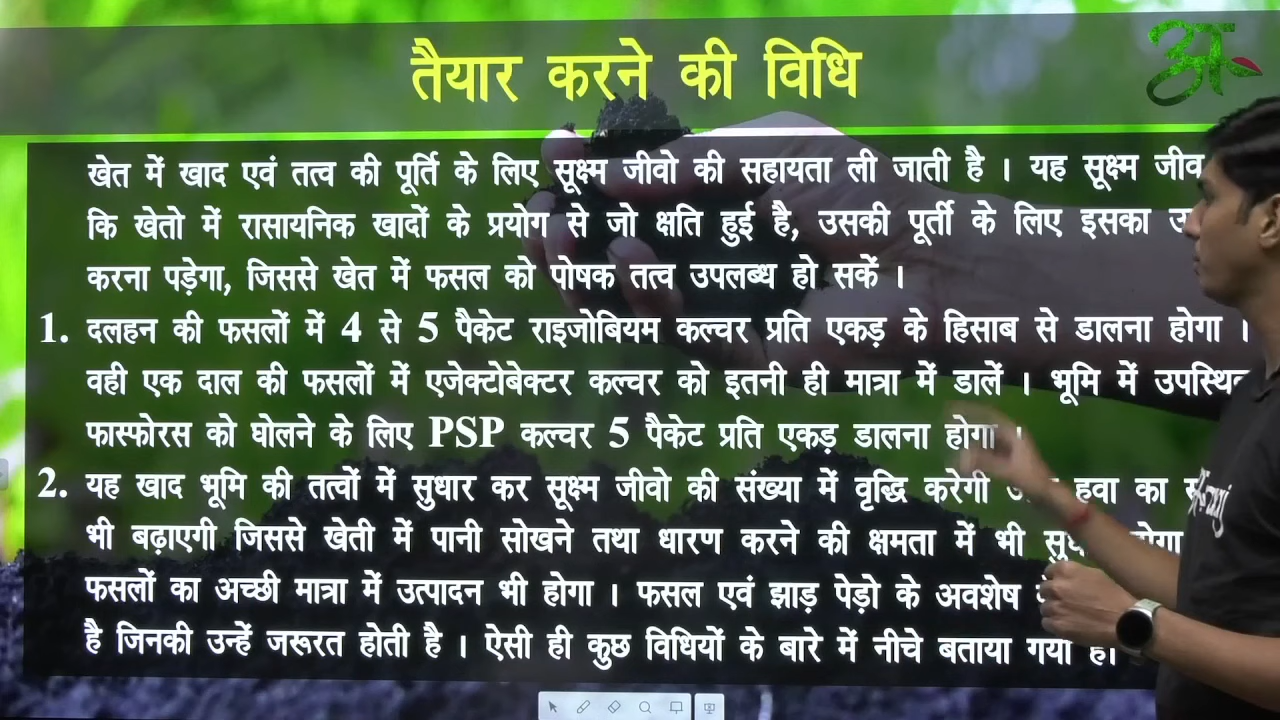 तैयार करने की विधि
खेत में खाद एवं तत्व की पूर्ति के लिए सूक्ष्म जीवो की सहायता ली जाती है । यह सूक्ष्म जीव
कि खेतो में रासायनिक खादों के प्रयोग से जो क्षति हुई है, उसकी पूर्ती के लिए इसका
करना पड़ेगा, जिससे खेत में फसल को पोषक तत्व उपलब्ध हो सकें ।
1. दलहन की फसलों में 4 से 5 पैकेट राइजोबियम कल्चर प्रति एकड़ के हिसाब से डालना होगा ।
वही एक दाल की फसलों में एजेक्टोबेक्टर कल्चर को इतनी ही मात्रा में डालें । भूमि में
फास्फोरस को घोलने के लिए PSP कल्चर 5 पैकेट प्रति एकड़ डालना होगा ।
2. यह खाद भूमि की तत्वों में सुधार कर सूक्ष्म जीवो की संख्या में वृद्धि करेगी हवा का
भी बढ़ाएगी जिससे खेती में पानी सोखने तथा धारण करने की क्षमता में भी
फसलों का अच्छी मात्रा में उत्पादन भी होगा । फसल एवं झाड़ पेड़ो के अवशेष
है जिनकी उन्हें जरूरत होती है । ऐसी ही कुछ विधियों के बारे में नीचे बताया गया